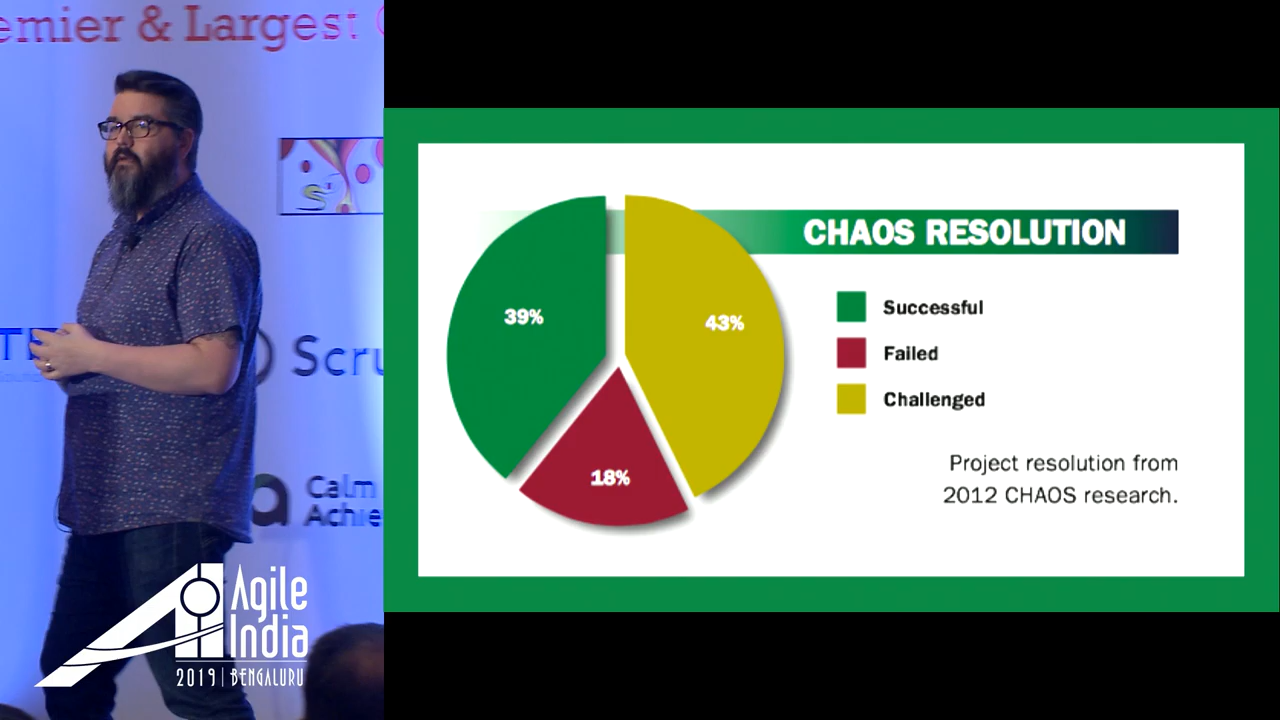 emier & Largest
Scru
Calm
Achie
Agile
India
2019 | BENGALURU
CHAOS RESOLUTION
39%
43%
18%
Successful
Failed
Challenged
Project resolution from
2012 CHAOS research.